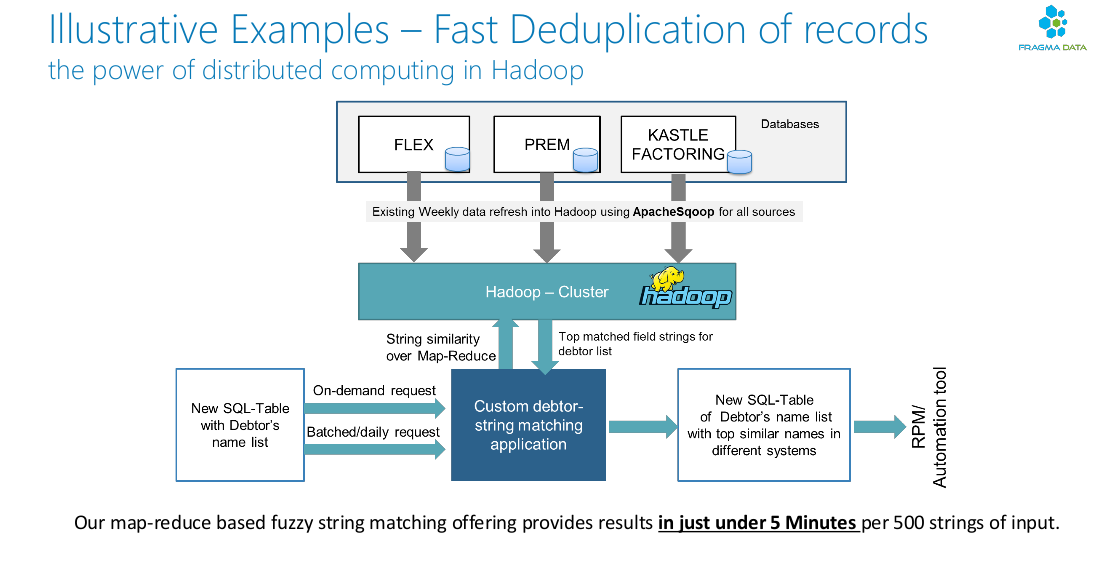 Illustrative Examples – Fast Deduplication of records
the power of distributed computing in Hadoop
FRAGMA DATA
Databases
FLEX
PREM
KASTLE
FACTORING
Existing Weekly data refresh into Hadoop using ApacheSqoop for all sources
Hadoop – Cluster
hadoop
String similarity
over Map-Reduce
Top matched field strings for
debtor list
New SQL-Table
with Debtor's
name list
On-demand request
Batched/daily request
Custom debtor-
string matching
application
New SQL-Table
of Debtor's name list
with top similar names in
different systems
RPM/
Automation tool
Our map-reduce based fuzzy string matching offering provides results in just under 5 Minutes per 500 strings of input.